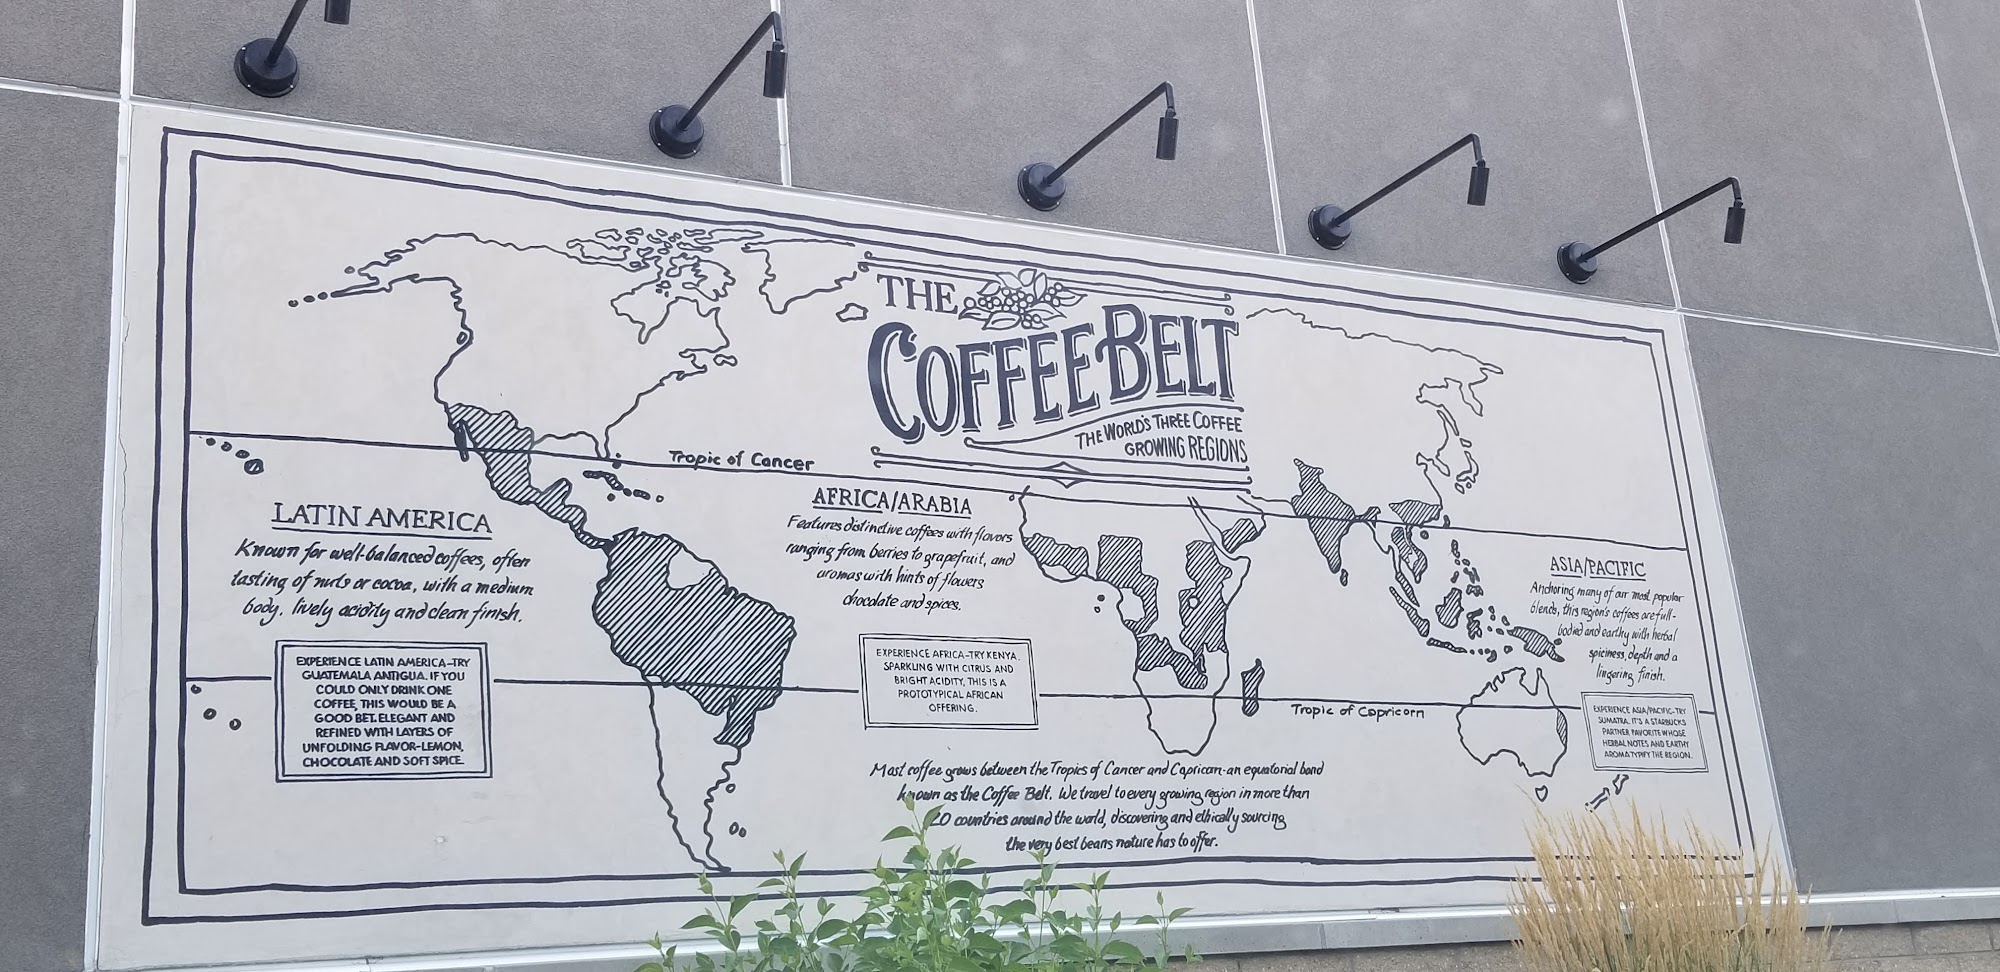 THE
COFFEE BELT
THE WORLD'S THREE COFFEE
GROWING REGIONS
Tropic of Cancer
LATIN AMERICA
Known for well-balanced coffees, often
tasting of nuts or cocoa, with a medium
body, lively acidity and clean finish.
EXPERIENCE LATIN AMERICA-TRY
GUATEMALA ANTIGUA. IF YOU
COULD ONLY DRINK ONE
COFFEE, THIS WOULD BE A
GOOD BET. ELEGANT AND
REFINED WITH LAYERS OF
UNFOLDING FLAVOR-LEMON,
CHOCOLATE AND SOFT SPICE.
AFRICA/ARABIA
Features distinctive coffees with flavors
ranging from berries to grapefruit, and
aromas with hints of flowers
chocolate and spices.
EXPERIENCE AFRICA-TRY KENYA.
SPARKLING WITH CITRUS AND
BRIGHT ACIDITY, THIS IS A
PROTOTYPICAL AFRICAN
OFFERING.
ASIA/PACIFIC
Anchoring many of our most popular
blends, this region's coffees are full-
bodied and earthy with herbal
spiciness, depth and a
lingering finish.
EXPERIENCE ASIA/PACIFIC-TRY
SUMATRA. IT'S A STARBUCKS
PARTNER FAVORITE WHOSE
HERBAL NOTES AND EARTHY
AROMA TYPIFY THE REGION.
Tropic of Capricorn
Most coffee grows between the Tropics of Cancer and Capricorn-an equatorial band
known as the Coffee Belt. We travel to every growing region in more than
20 countries around the world, discovering and ethically sourcing
the very best beans nature has to offer.